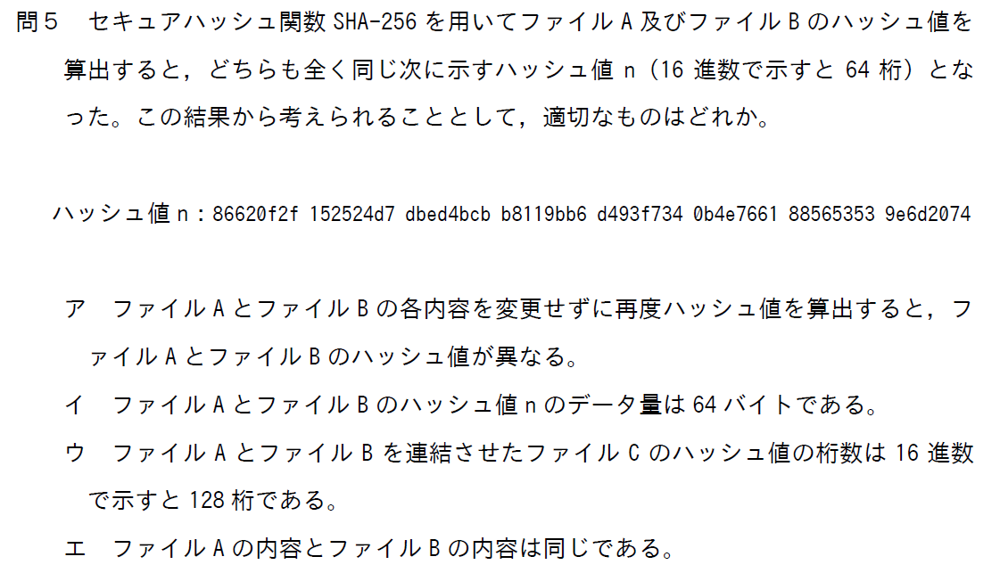 問5 セキュアハッシュ関数 SHA-256 を用いてファイル A 及びファイル B のハッシュ値を
算出すると，どちらも全く同じ次に示すハッシュ値 n（16 進数で示すと 64 桁）とな
った。この結果から考えられることとして，適切なものはどれか。
ハッシュ値 n：86620f2f 152524d7 dbed4bcb b8119bb6 d493f734 0b4e7661 88565353 9e6d2074
ア ファイル A とファイル B の各内容を変更せずに再度ハッシュ値を算出すると，フ
ァイル A とファイル B のハッシュ値が異なる。
イ ファイル A とファイル B のハッシュ値 n のデータ量は 64 バイトである。
ウ ファイル A とファイル B を連結させたファイル C のハッシュ値の桁数は 16 進数
で示すと 128 桁である。
エ ファイル A の内容とファイル B の内容は同じである。